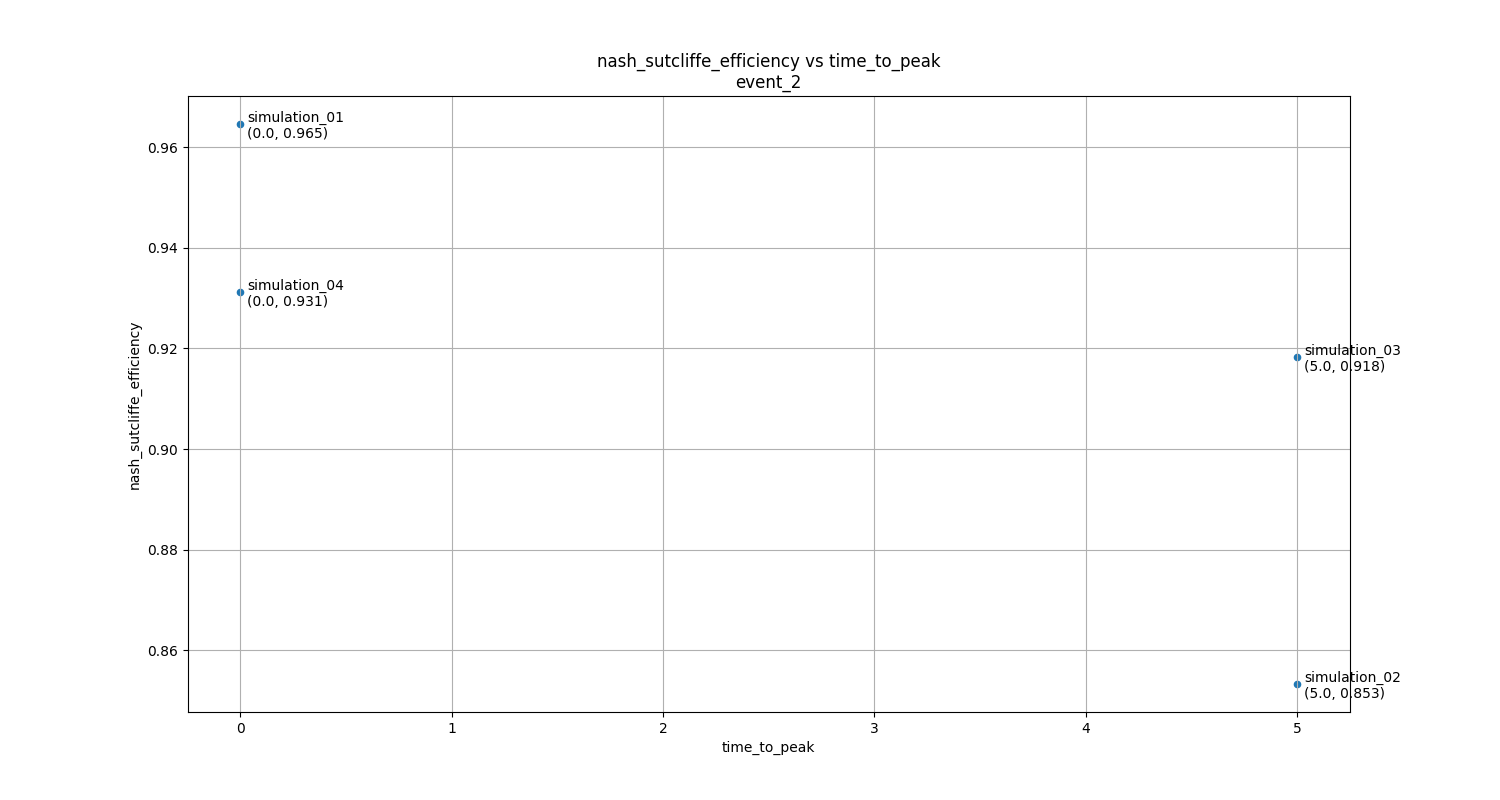 nash_sutcliffe_efficiency vs time_to_peak
event_2
simulation_01
(0.0, 0.965)
0.96
0.94
simulation_04
(0.0, 0.931)
nash_sutcliffe_efficiency
0.92
simulation_03
(5.0, 0.918)
0.90
0.88
0.86
simulation_02
(5.0, 0.853)
0 1 2 3 4 5
time_to_peak